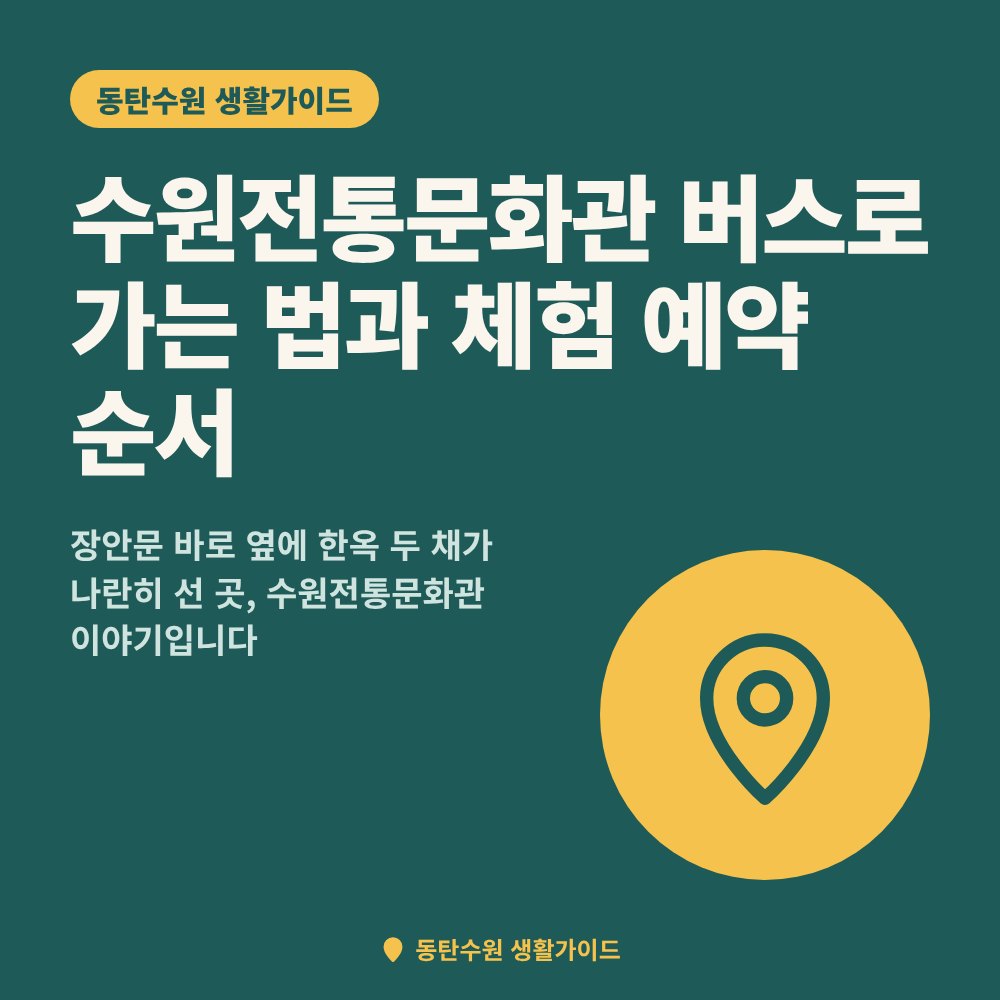 동탄수원 생활가이드
수원전통문화관 버스로
가는 법과 체험 예약
순서
장안문 바로 옆에 한옥 두 채가
나란히 선 곳, 수원전통문화관
이야기입니다
동탄수원 생활가이드